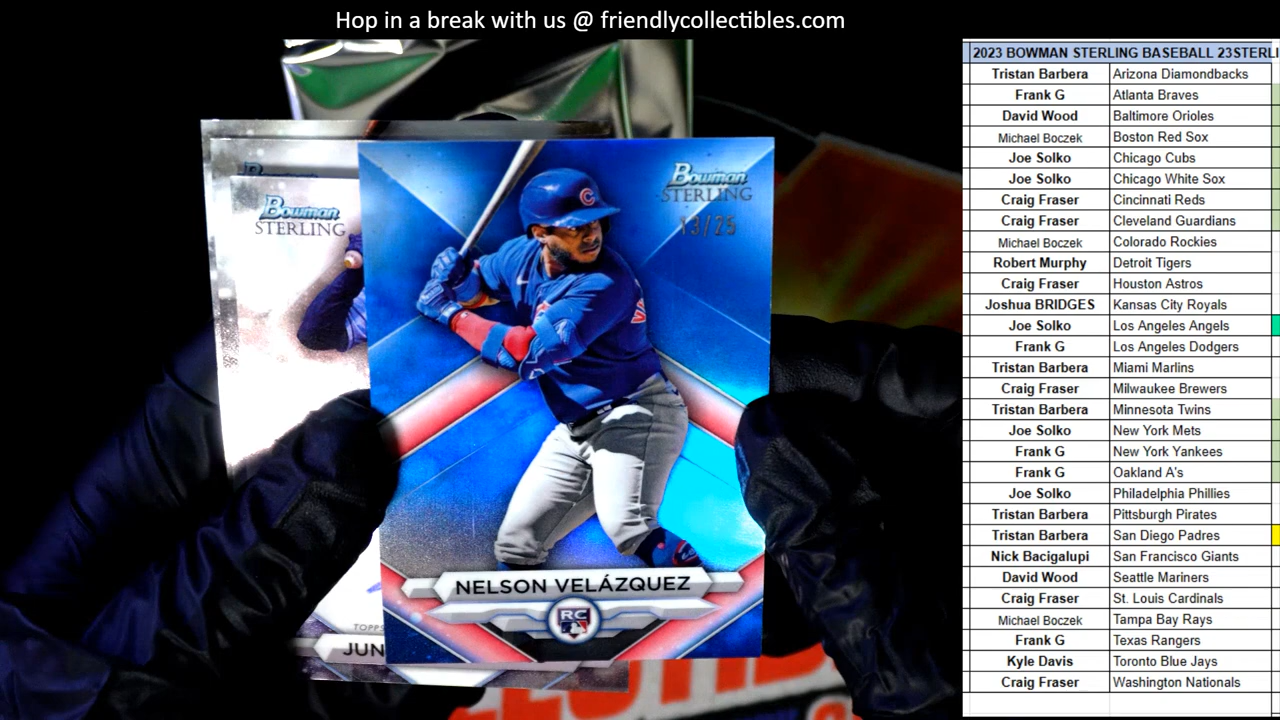 Hop in a break with us @ friendlycollectibles.com
Bowman
STERLING
Bowman
STERLING
13/25
C
NELSON VELÁZQUEZ
RC
TOPPS
JUN
2023 BOWMAN STERLING BASEBALL 23STERLI
Tristan Barbera Arizona Diamondbacks
Frank G Atlanta Braves
David Wood Baltimore Orioles
Michael Boczek Boston Red Sox
Joe Solko Chicago Cubs
Joe Solko Chicago White Sox
Craig Fraser Cincinnati Reds
Craig Fraser Cleveland Guardians
Michael Boczek Colorado Rockies
Robert Murphy Detroit Tigers
Craig Fraser Houston Astros
Joshua BRIDGES Kansas City Royals
Joe Solko Los Angeles Angels
Frank G Los Angeles Dodgers
Tristan Barbera Miami Marlins
Craig Fraser Milwaukee Brewers
Tristan Barbera Minnesota Twins
Joe Solko New York Mets
Frank G New York Yankees
Frank G Oakland A's
Joe Solko Philadelphia Phillies
Tristan Barbera Pittsburgh Pirates
Tristan Barbera San Diego Padres
Nick Bacigalupi San Francisco Giants
David Wood Seattle Mariners
Craig Fraser St. Louis Cardinals
Michael Boczek Tampa Bay Rays
Frank G Texas Rangers
Kyle Davis Toronto Blue Jays
Craig Fraser Washington Nationals